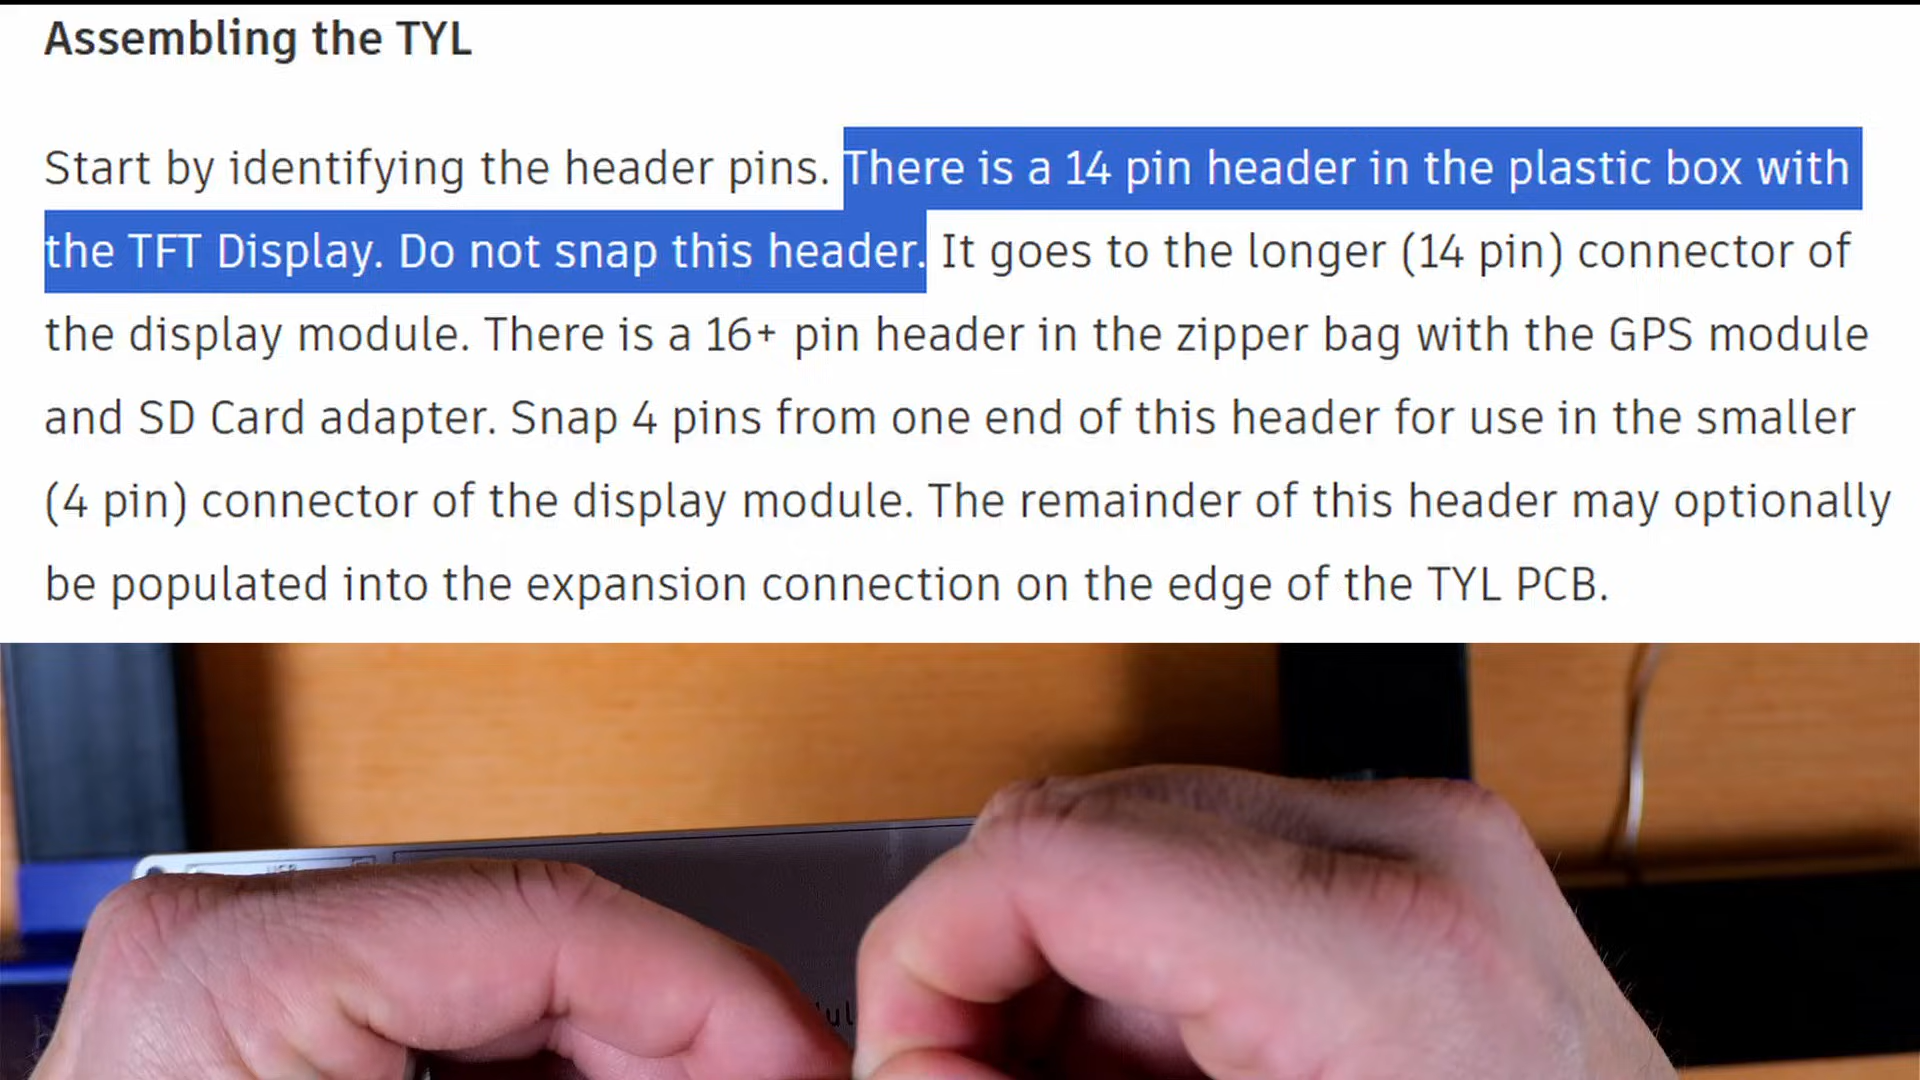 Assembling the TYL
Start by identifying the header pins. There is a 14 pin header in the plastic box with
the TFT Display. Do not snap this header. It goes to the longer (14 pin) connector of
the display module. There is a 16+ pin header in the zipper bag with the GPS module
and SD Card adapter. Snap 4 pins from one end of this header for use in the smaller
(4 pin) connector of the display module. The remainder of this header may optionally
be populated into the expansion connection on the edge of the TYL PCB.